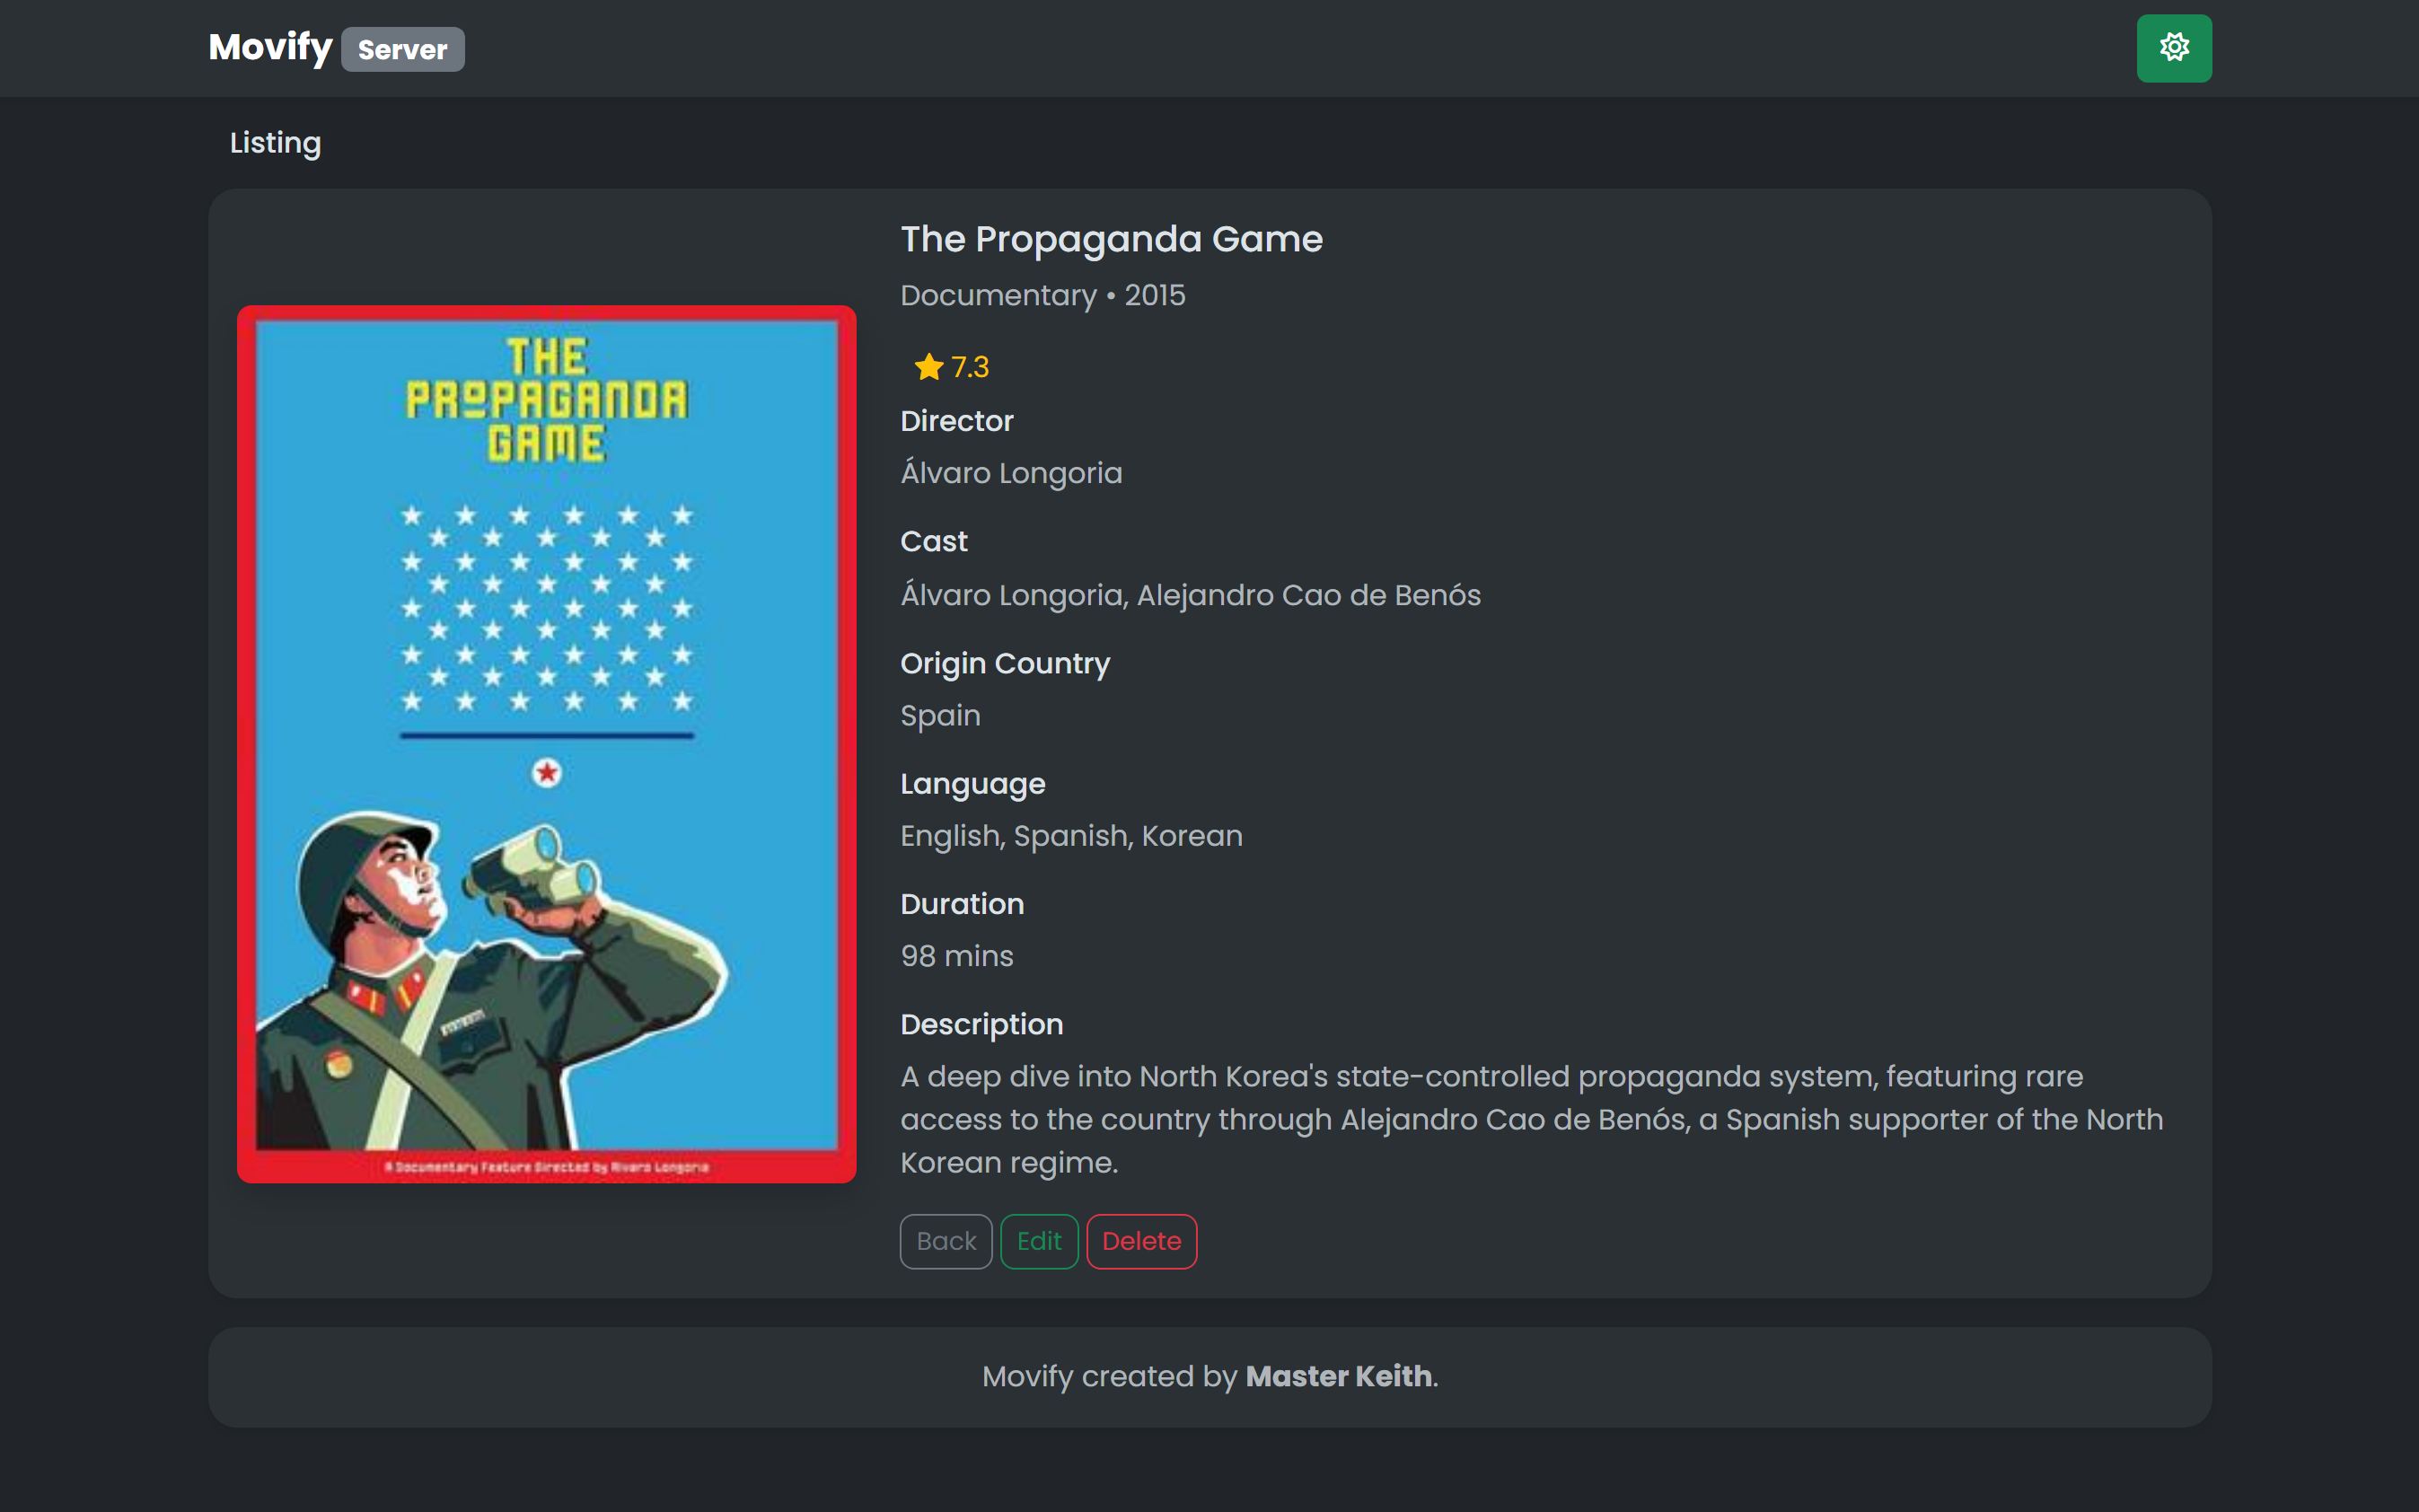 Movify Server
Listing
THE
PROPAGANDA
GAME
A Documentary Feature Directed by Alvaro Longoria
The Propaganda Game
Documentary • 2015
7.3
Director
Álvaro Longoria
Cast
Álvaro Longoria, Alejandro Cao de Benós
Origin Country
Spain
Language
English, Spanish, Korean
Duration
98 mins
Description
A deep dive into North Korea's state-controlled propaganda system, featuring rare
access to the country through Alejandro Cao de Benós, a Spanish supporter of the North
Korean regime.
Back Edit Delete
Movify created by Master Keith.